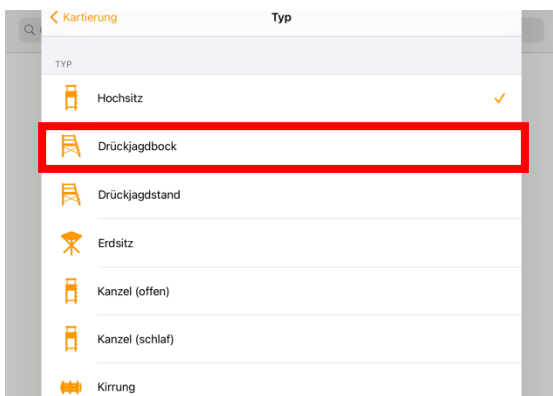 Kartierung
Typ
TYP
Hochsitz
Drückjagdbock
Drückjagdstand
Erdsitz
Kanzel (offen)
Kanzel (schlaf)
Kirrung